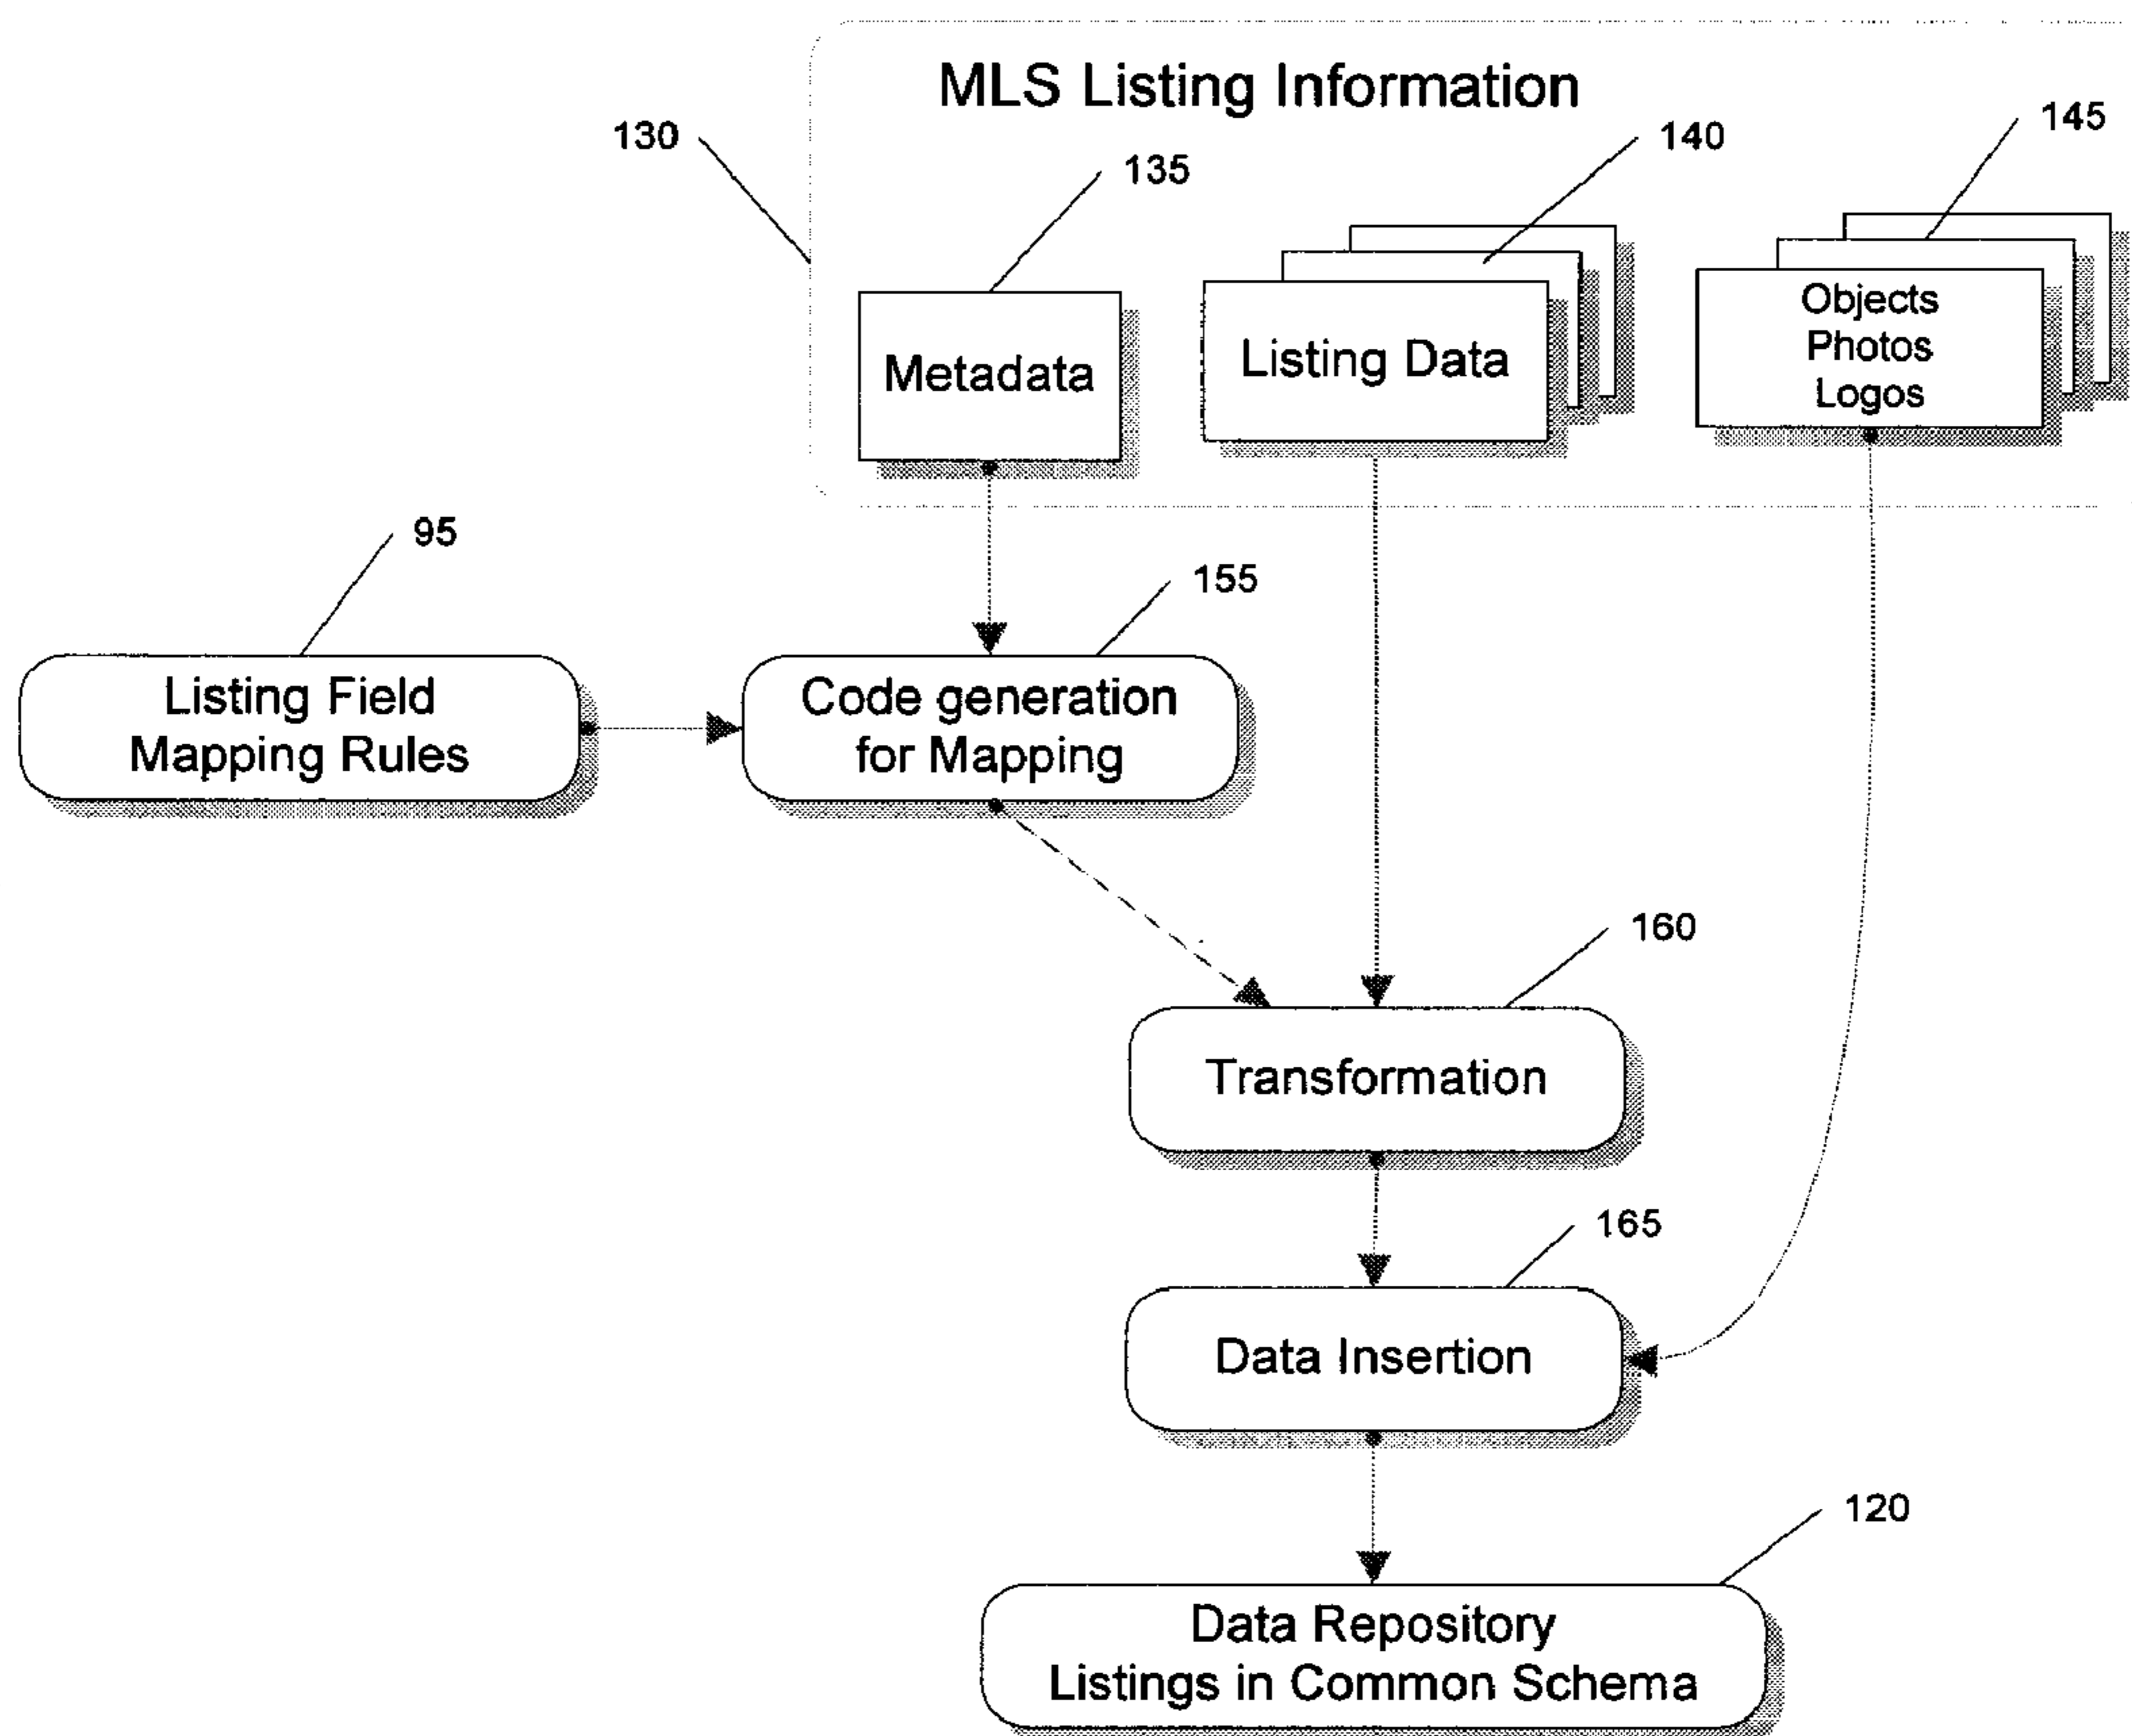 MLS Listing Information
130
135
140
145
Metadata
Listing Data
Objects
Photos
Logos
95
155
Listing Field
Mapping Rules
Code generation
for Mapping
160
Transformation
165
Data Insertion
120
Data Repository
Listings in Common Schema